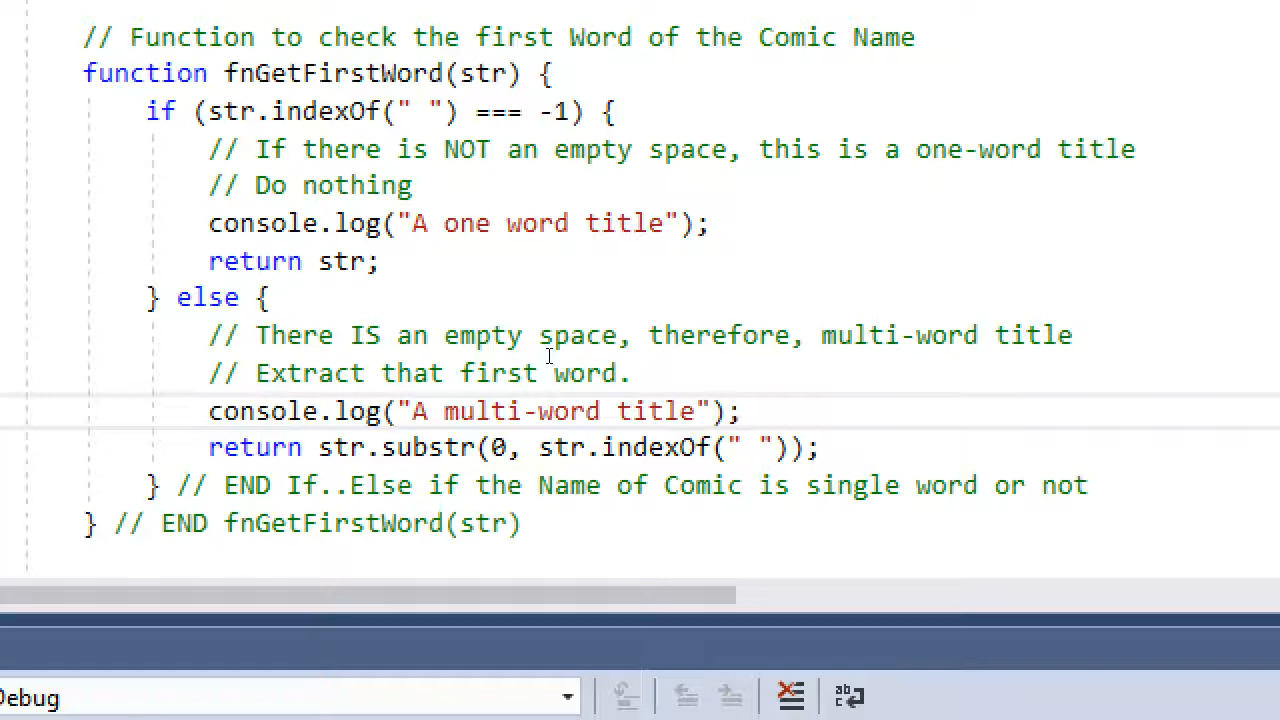 // Function to check the first Word of the Comic Name
function fnGetFirstWord(str) {
if (str.indexOf(" ") === -1) {
// If there is NOT an empty space, this is a one-word title
// Do nothing
console.log("A one word title");
return str;
} else {
// There IS an empty space, therefore, multi-word title
// Extract that first word.
console.log("A multi-word title");
return str.substr(0, str.indexOf(" "));
} // END If..Else if the Name of Comic is single word or not
} // END fnGetFirstWord(str)
Debug